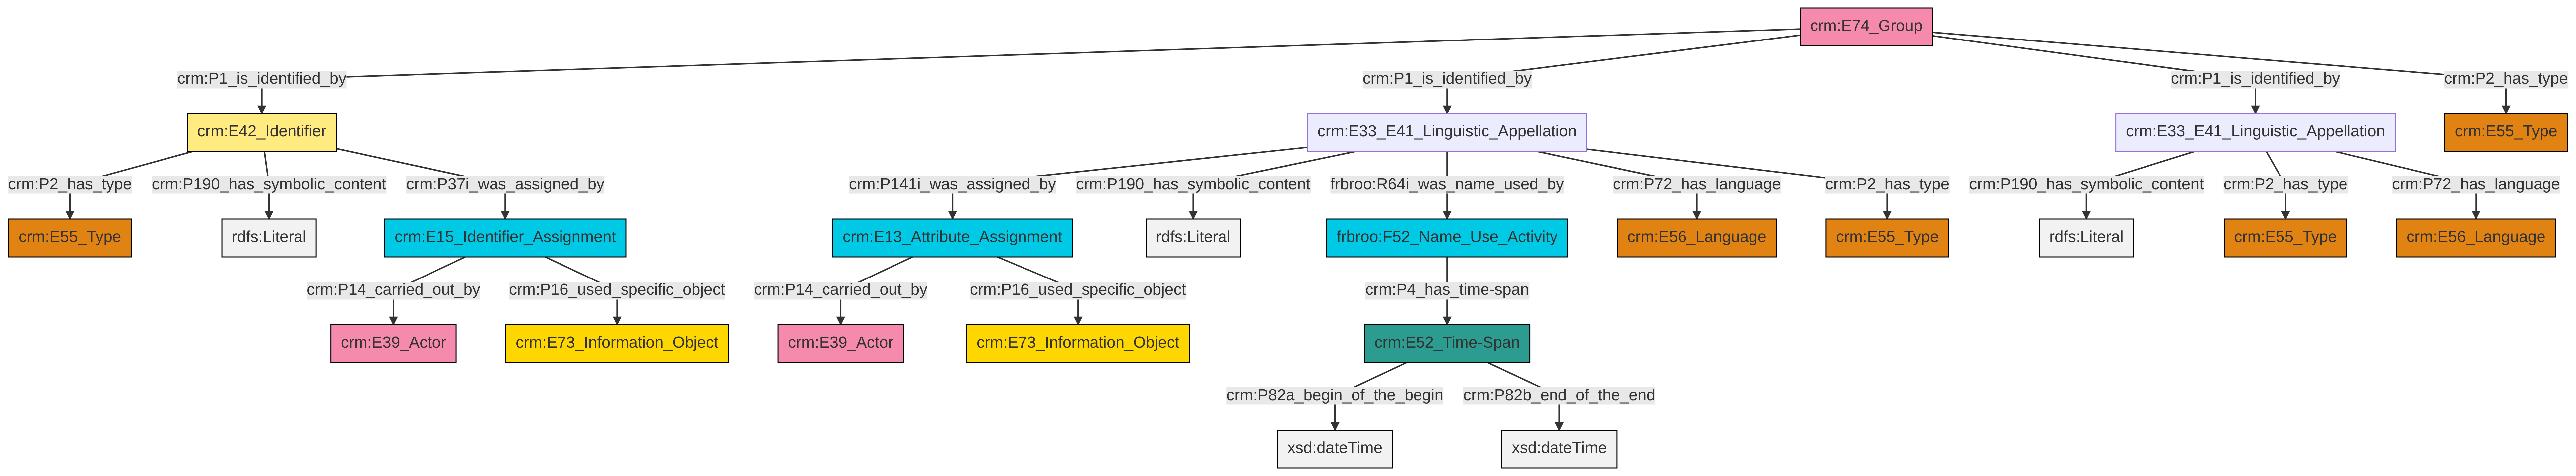 crm:E74_Group
crm:P1_is_identified_by
crm:P1_is_identified_by
crm:P1_is_identified_by
crm:P2_has_type
crm:E42_Identifier
crm:E33_E41_Linguistic_Appellation
crm:E33_E41_Linguistic_Appellation
crm:E55_Type
crm:P2_has_type
crm:P190_has_symbolic_content
crm:P37i_was_assigned_by
crm:P141i_was_assigned_by
crm:P190_has_symbolic_content
frbroo:R64i_was_name_used_by
crm:P72_has_language
crm:P2_has_type
crm:P190_has_symbolic_content
crm:P2_has_type
crm:P72_has_language
crm:E55_Type
rdfs:Literal
crm:E15_Identifier_Assignment
crm:E13_Attribute_Assignment
rdfs:Literal
frbroo:F52_Name_Use_Activity
crm:E56_Language
crm:E55_Type
rdfs:Literal
crm:E55_Type
crm:E56_Language
crm:P14_carried_out_by
crm:P16_used_specific_object
crm:P14_carried_out_by
crm:P16_used_specific_object
crm:P4_has_time-span
crm:E39_Actor
crm:E73_Information_Object
crm:E39_Actor
crm:E73_Information_Object
crm:E52_Time-Span
crm:P82a_begin_of_the_begin
crm:P82b_end_of_the_end
xsd:dateTime
xsd:dateTime